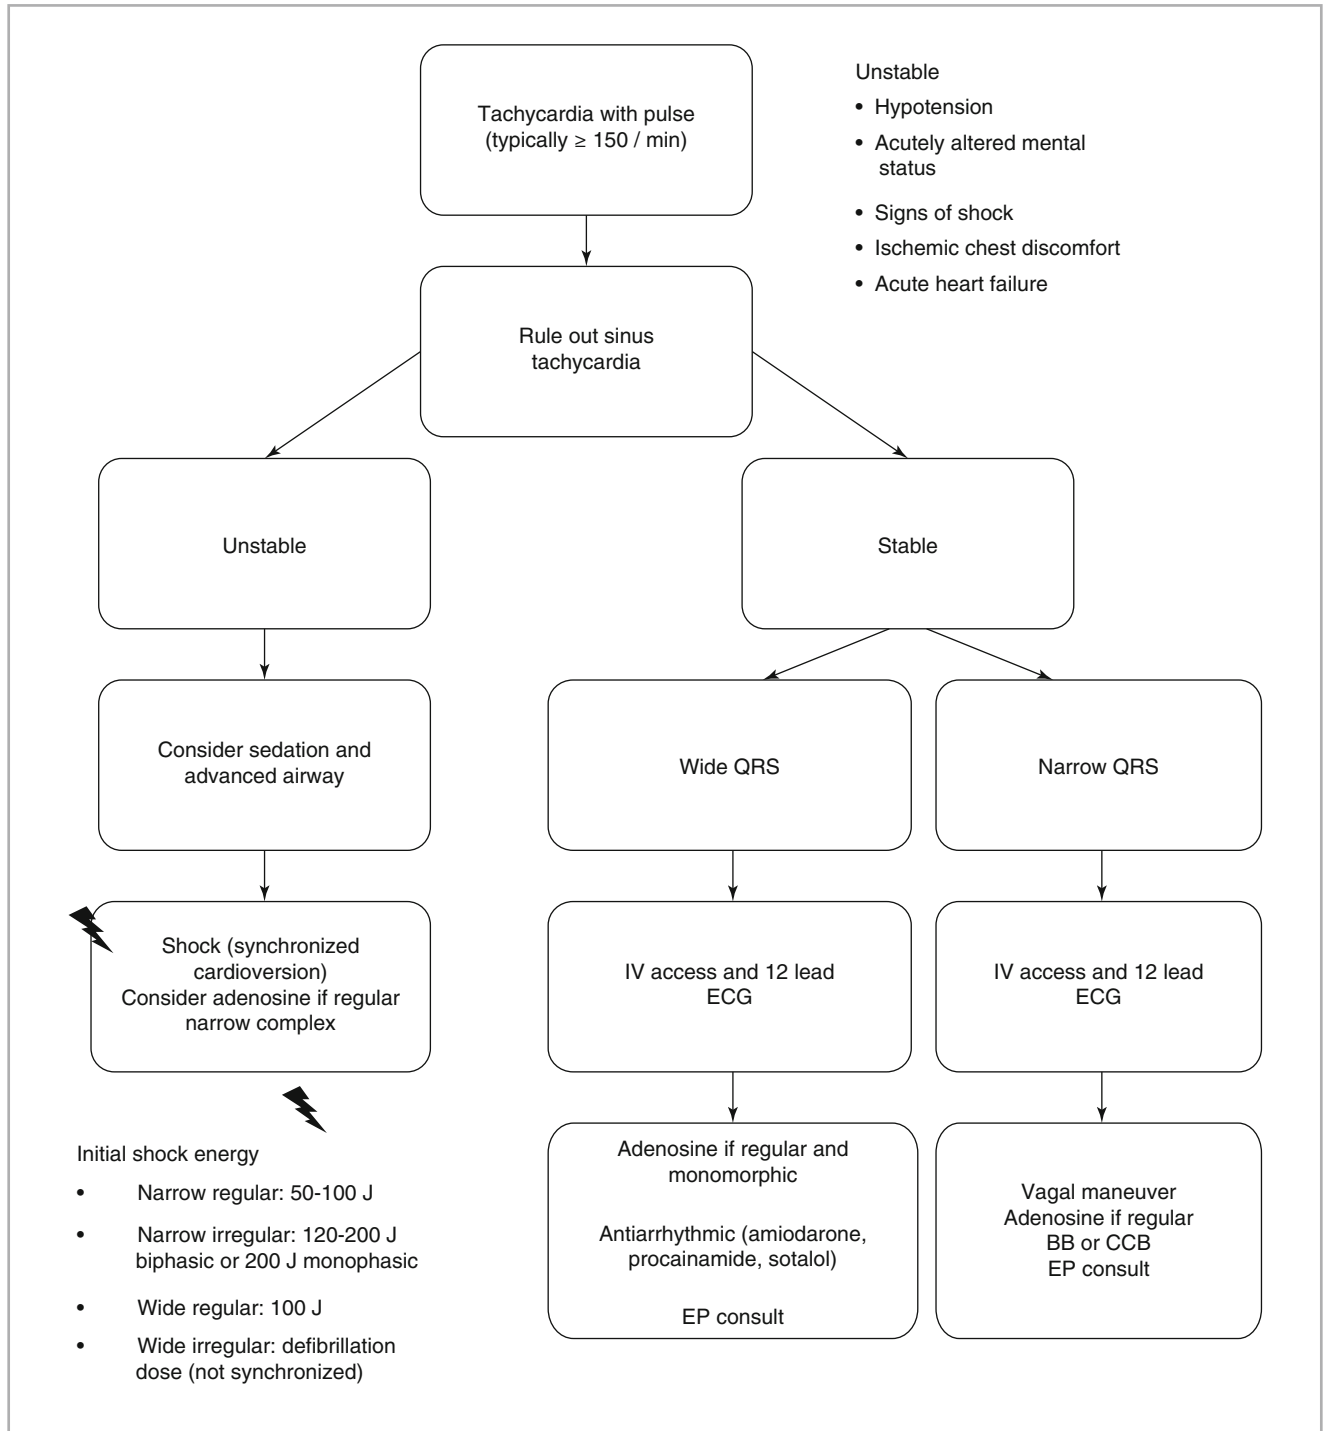 Tachycardia with pulse
(typically ≥ 150 / min)
Unstable
• Hypotension
• Acutely altered mental
status
• Signs of shock
• Ischemic chest discomfort
• Acute heart failure
Rule out sinus
tachycardia
Unstable
Stable
Consider sedation and
advanced airway
Wide QRS
Narrow QRS
Shock (synchronized
cardioversion)
Consider adenosine if regular
narrow complex
IV access and 12 lead
ECG
IV access and 12 lead
ECG
Initial shock energy
• Narrow regular: 50-100 J
• Narrow irregular: 120-200 J
biphasic or 200 J monophasic
• Wide regular: 100 J
• Wide irregular: defibrillation
dose (not synchronized)
Adenosine if regular and
monomorphic
Antiarrhythmic (amiodarone,
procainamide, sotalol)
EP consult
Vagal maneuver
Adenosine if regular
BB or CCB
EP consult